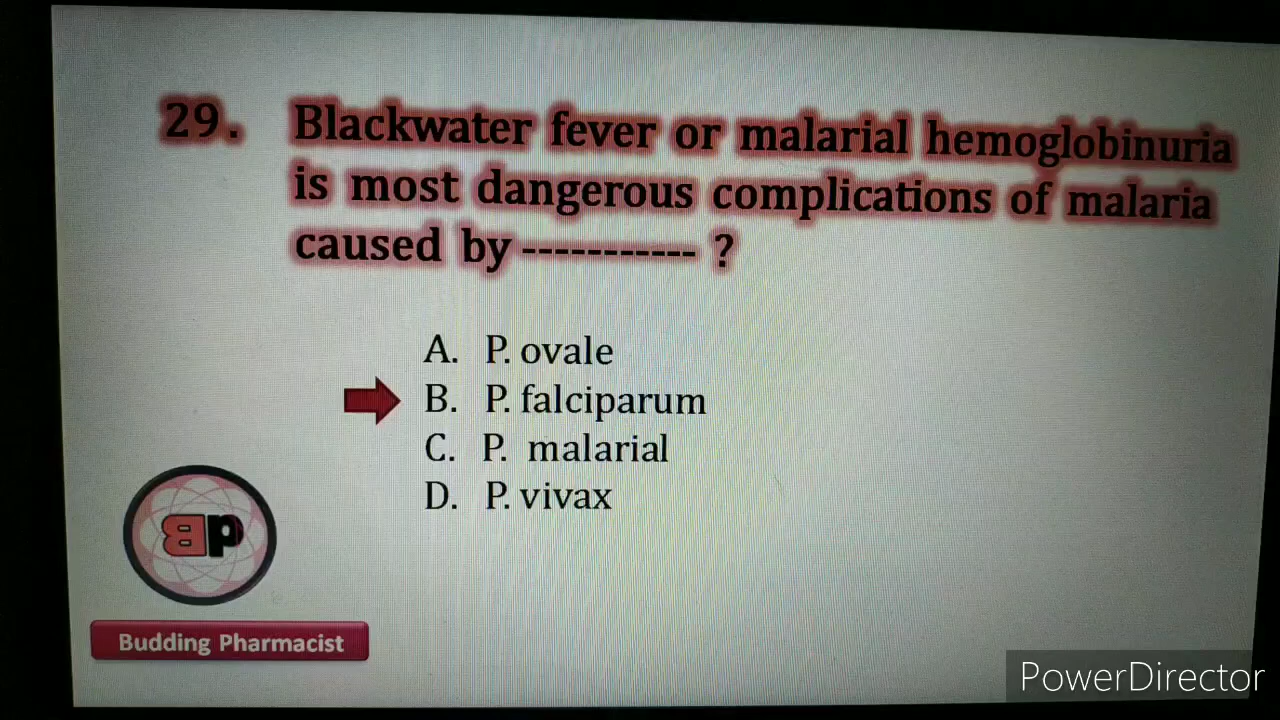 29. Blackwater fever or malarial hemoglobinuria
is most dangerous complications of malaria
caused by ----------- ?
A. P. ovale
B. P. falciparum
C. P. malarial
D. P. vivax
BP
Budding Pharmacist
PowerDirector